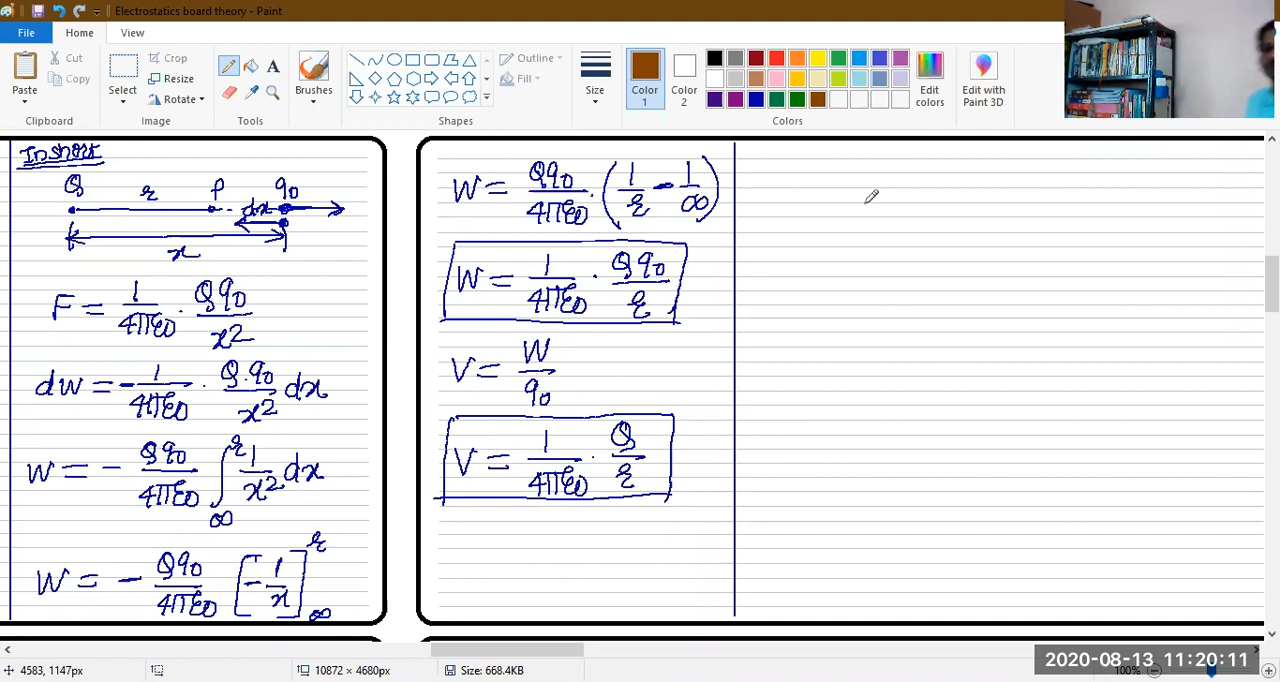 Electrostatics board theory - Paint
File Home View
Paste
Cut
Copy
Clipboard
Select
Crop
Resize
Rotate
Image
A
Tools
Brushes
Shapes
Outline
Fill
Size
Color 1
Color 2
Edit colors
Edit with Paint 3D
Colors
In short
Q r P q0
dx
x
F = 1/4πε0 · Qq0/x²
dW = - 1/4πε0 · Q.q0/x² dx
W = - Qq0/4πε0 ∫∞^r 1/x² dx
W = - Qq0/4πε0 [-1/x]∞^r
W = Qq0/4πε0 · (1/r - 1/∞)
W = 1/4πε0 · Qq0/r
V = W/q0
V = 1/4πε0 · Q/r
4583, 1147px
10872 × 4680px
Size: 668.4KB
100%
2020-08-13 11:20:11